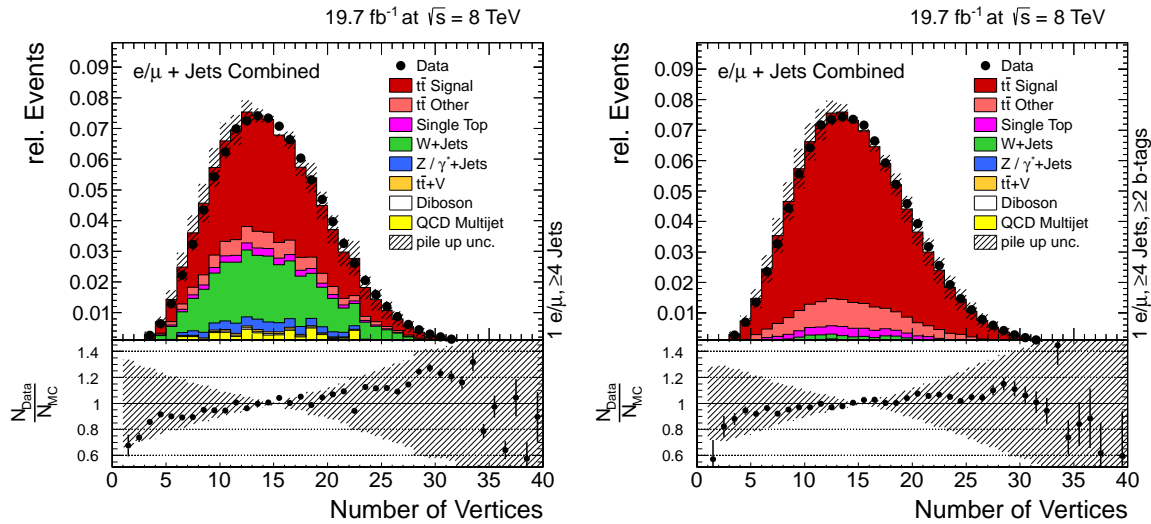 19.7 fb⁻¹ at √s = 8 TeV
rel. Events
0.09
0.08
0.07
0.06
0.05
0.04
0.03
0.02
0.01
e/μ + Jets Combined
Data
tt̄ Signal
tt̄ Other
Single Top
W+Jets
Z / γ*+Jets
tt̄+V
Diboson
QCD Multijet
pile up unc.
1 e/μ, ≥4 Jets
N_Data
N_MC
1.4
1.2
1
0.8
0.6
0 5 10 15 20 25 30 35 40
Number of Vertices
19.7 fb⁻¹ at √s = 8 TeV
rel. Events
0.09
0.08
0.07
0.06
0.05
0.04
0.03
0.02
0.01
e/μ + Jets Combined
Data
tt̄ Signal
tt̄ Other
Single Top
W+Jets
Z / γ*+Jets
tt̄+V
Diboson
QCD Multijet
pile up unc.
1 e/μ, ≥4 Jets, ≥2 b-tags
N_Data
N_MC
1.4
1.2
1
0.8
0.6
0 5 10 15 20 25 30 35 40
Number of Vertices